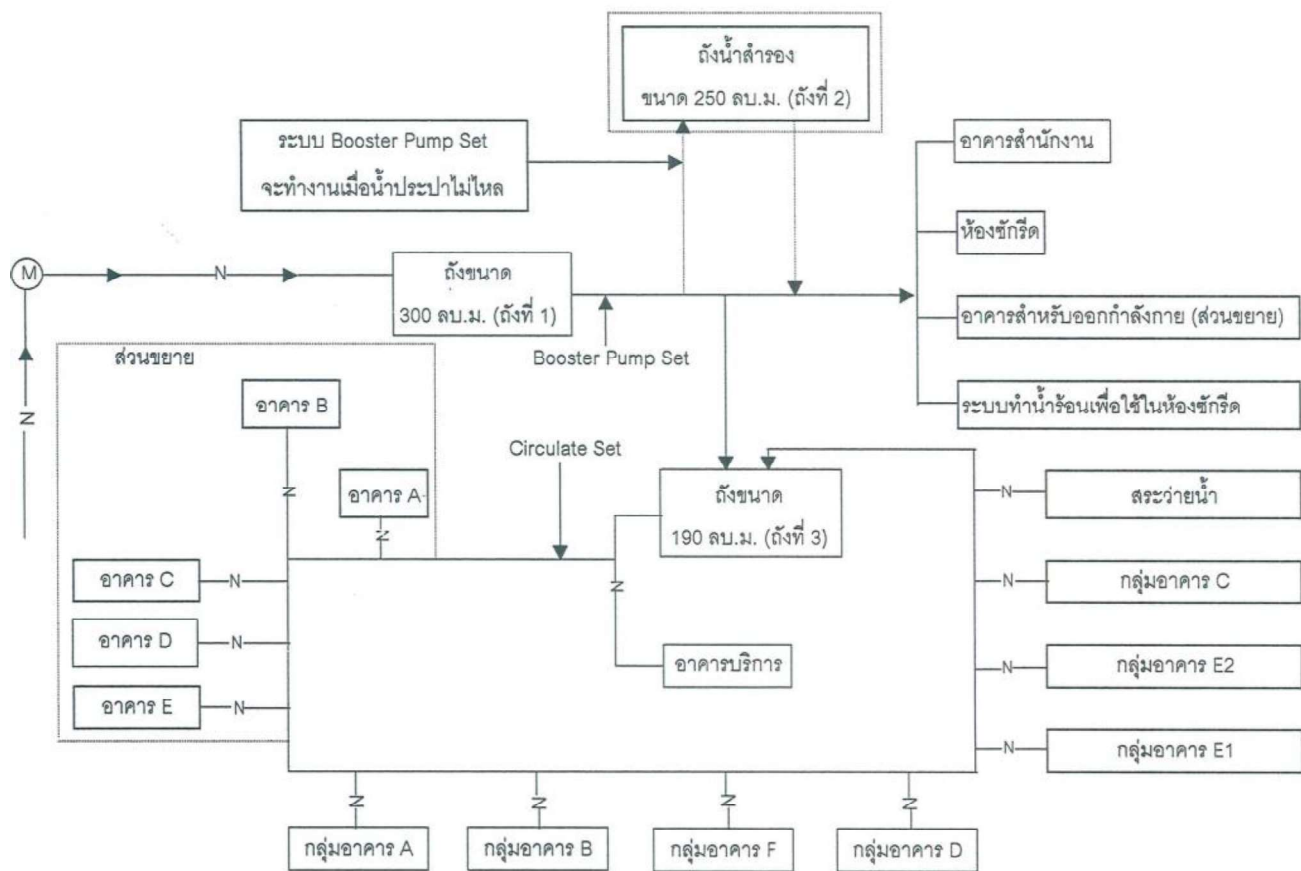 ถังน้ำสำรอง
ขนาด 250 ลบ.ม. (ถังที่ 2)
ระบบ Booster Pump Set
จะทำงานเมื่อน้ำประปาไม่ไหล
อาคารสำนักงาน
ห้องซักรีด
M
N
ถังขนาด
300 ลบ.ม. (ถังที่ 1)
อาคารสำหรับออกกำลังกาย (ส่วนขยาย)
Booster Pump Set
ส่วนขยาย
ระบบทำน้ำร้อนเพื่อใช้ในห้องซักรีด
N
อาคาร B
Circulate Set
N
อาคาร A
N
ถังขนาด
190 ลบ.ม. (ถังที่ 3)
N
สระว่ายน้ำ
อาคาร C
N
N
N
กลุ่มอาคาร C
อาคาร D
N
อาคารบริการ
N
กลุ่มอาคาร E2
อาคาร E
N
N
กลุ่มอาคาร E1
N
N
N
N
กลุ่มอาคาร A
กลุ่มอาคาร B
กลุ่มอาคาร F
กลุ่มอาคาร D